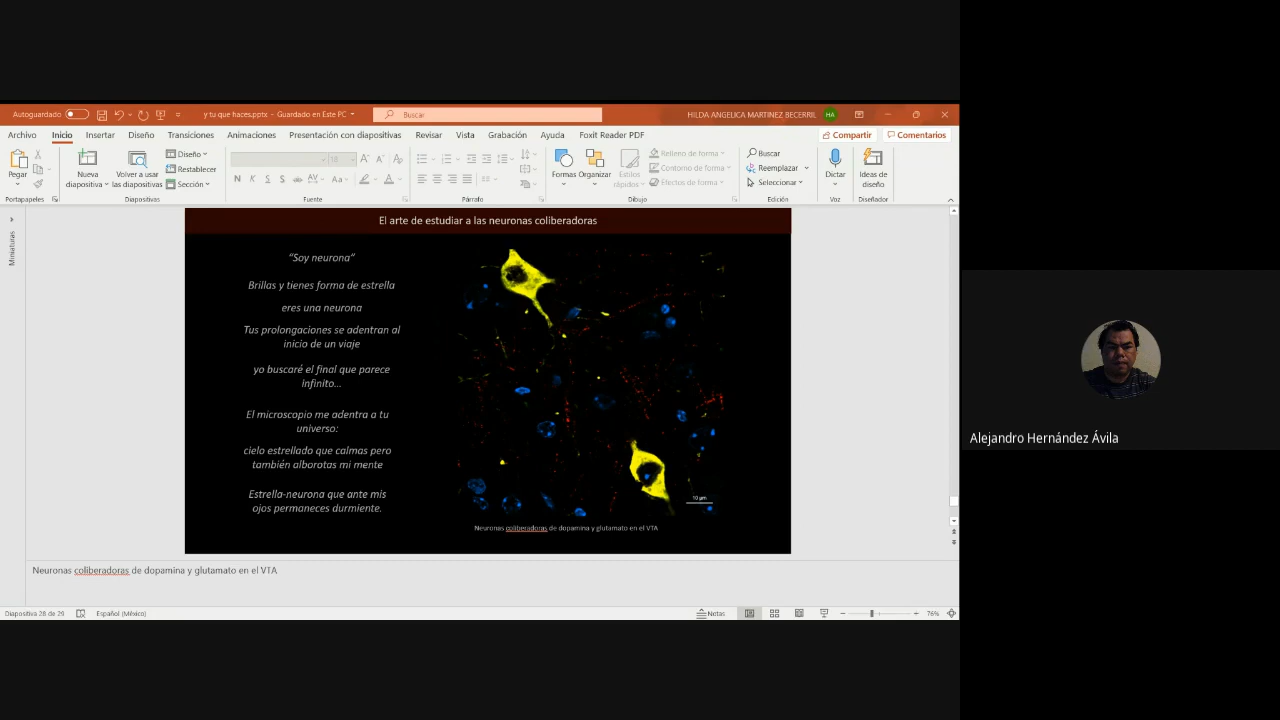 Autoguardado
y tu que haces.pptx - Guardado en Este PC
Buscar
HILDA ANGELICA MARTINEZ BECERRIL
HA
Archivo
Inicio
Insertar
Diseño
Transiciones
Animaciones
Presentación con diapositivas
Revisar
Vista
Grabación
Ayuda
Foxit Reader PDF
Compartir
Comentarios
Pegar
Nueva
diapositiva
Volver a usar
las diapositivas
Diseño
Restablecer
Sección
18
N K S S ab AV Aa A
Formas
Organizar
Estilos
rápidos
Relleno de forma
Contorno de forma
Efectos de forma
Buscar
Reemplazar
Seleccionar
Dictar
Ideas de
diseño
Portapapeles
Diapositivas
Fuente
Párrafo
Dibujo
Edición
Voz
Diseñador
Miniaturas
El arte de estudiar a las neuronas coliberadoras
“Soy neurona”
Brillas y tienes forma de estrella
eres una neurona
Tus prolongaciones se adentran al
inicio de un viaje
yo buscaré el final que parece
infinito...
El microscopio me adentra a tu
universo:
cielo estrellado que calmas pero
también alborotas mi mente
Estrella-neurona que ante mis
ojos permaneces durmiente.
10 µm
Neuronas coliberadoras de dopamina y glutamato en el VTA
Neuronas coliberadoras de dopamina y glutamato en el VTA
Diapositiva 28 de 29
Español (México)
Notas
76%
Alejandro Hernández Ávila